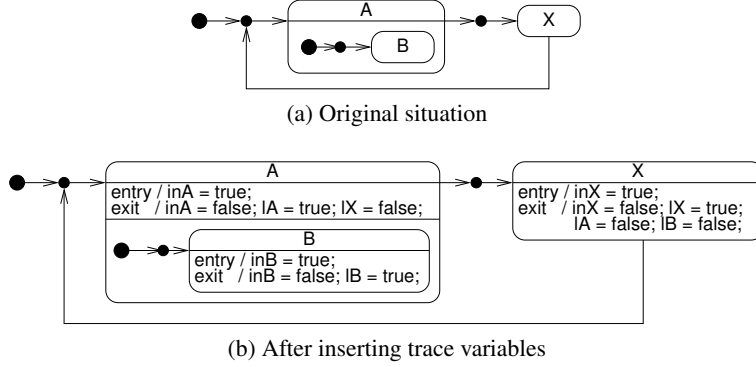 A
X
B
(a) Original situation
A
X
entry / inA = true;
exit / inA = false; lA = true; lX = false;
entry / inX = true;
exit / inX = false; lX = true;
lA = false; lB = false;
B
entry / inB = true;
exit / inB = false; lB = true;
(b) After inserting trace variables